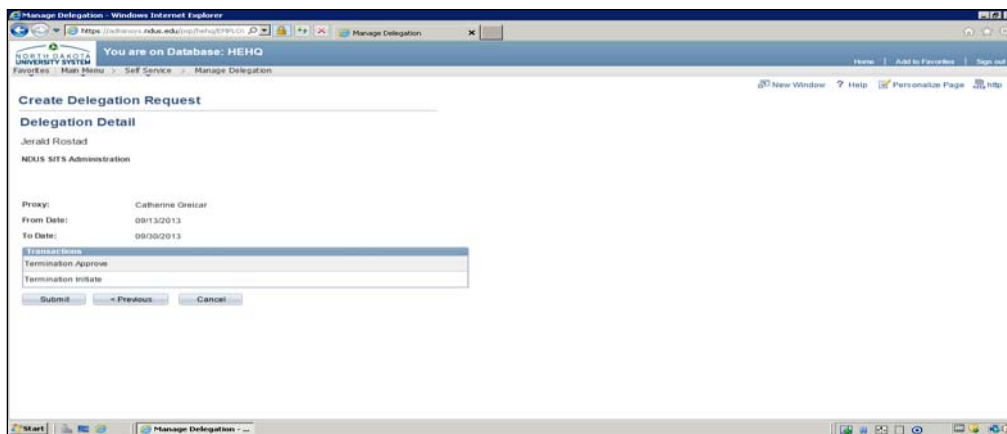 Manage Delegation - Windows Internet Explorer
Manage Delegation
NORTH DAKOTA
UNIVERSITY SYSTEM
You are on Database: HEHQ
Home | Add to Favorites | Sign out
Favorites Main Menu > Self Service > Manage Delegation
New Window ? Help Personalize Page http
Create Delegation Request
Delegation Detail
Jerald Rostad
NDUS SITS Administration
Proxy: Catherine Greicar
From Date: 09/13/2013
To Date: 09/30/2013
Transactions
Termination Approve
Termination Initiate
Submit < Previous Cancel
Start Manage Delegation - ...